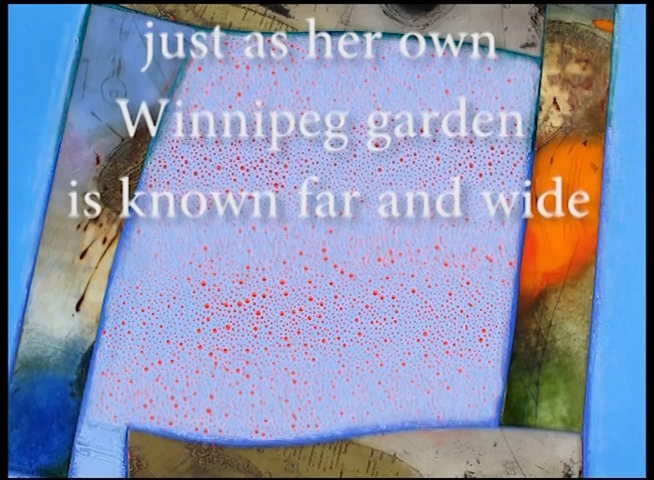 just as her own
Winnipeg garden
is known far and wide